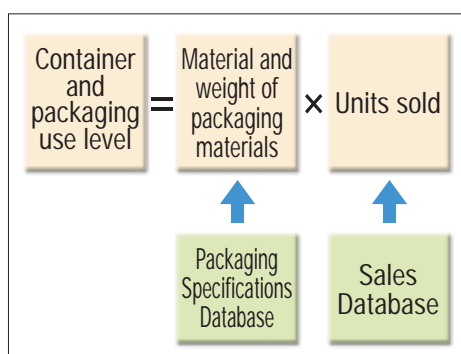 Container
and
packaging
use level
=
Material and
weight of
packaging
materials
×
Units sold
Packaging
Specifications
Database
Sales
Database